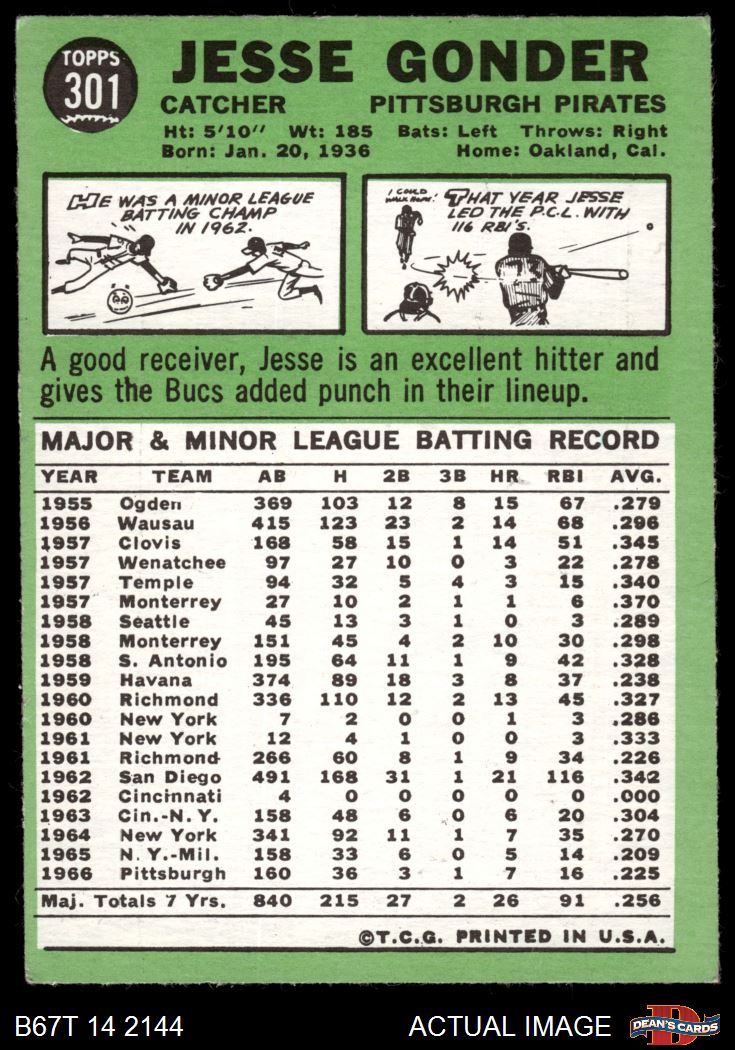 TOPPS
301
JESSE GONDER
CATCHER PITTSBURGH PIRATES
Ht: 5'10" Wt: 185 Bats: Left Throws: Right
Born: Jan. 20, 1936 Home: Oakland, Cal.
HE WAS A MINOR LEAGUE
BATTING CHAMP
IN 1962.
I COULD
WALK HOME!
THAT YEAR JESSE
LED THE P.C.L. WITH
116 RBI'S.
A good receiver, Jesse is an excellent hitter and
gives the Bucs added punch in their lineup.
MAJOR & MINOR LEAGUE BATTING RECORD
YEAR TEAM AB H 2B 3B HR RBI AVG.
1955 Ogden 369 103 12 8 15 67 .279
1956 Wausau 415 123 23 2 14 68 .296
1957 Clovis 168 58 15 1 14 51 .345
1957 Wenatchee 97 27 10 0 3 22 .278
1957 Temple 94 32 5 4 3 15 .340
1957 Monterrey 27 10 2 1 1 6 .370
1958 Seattle 45 13 3 1 0 3 .289
1958 Monterrey 151 45 4 2 10 30 .298
1958 S. Antonio 195 64 11 1 9 42 .328
1959 Havana 374 89 18 3 8 37 .238
1960 Richmond 336 110 12 2 13 45 .327
1960 New York 7 2 0 0 1 3 .286
1961 New York 12 4 1 0 0 3 .333
1961 Richmond 266 60 8 1 9 34 .226
1962 San Diego 491 168 31 1 21 116 .342
1962 Cincinnati 4 0 0 0 0 0 .000
1963 Cin.-N.Y. 158 48 6 0 6 20 .304
1964 New York 341 92 11 1 7 35 .270
1965 N.Y.-Mil. 158 33 6 0 5 14 .209
1966 Pittsburgh 160 36 3 1 7 16 .225
Maj. Totals 7 Yrs. 840 215 27 2 26 91 .256
©T.C.G. PRINTED IN U.S.A.
B67T 14 2144 ACTUAL IMAGE
D
DEAN'S CARDS